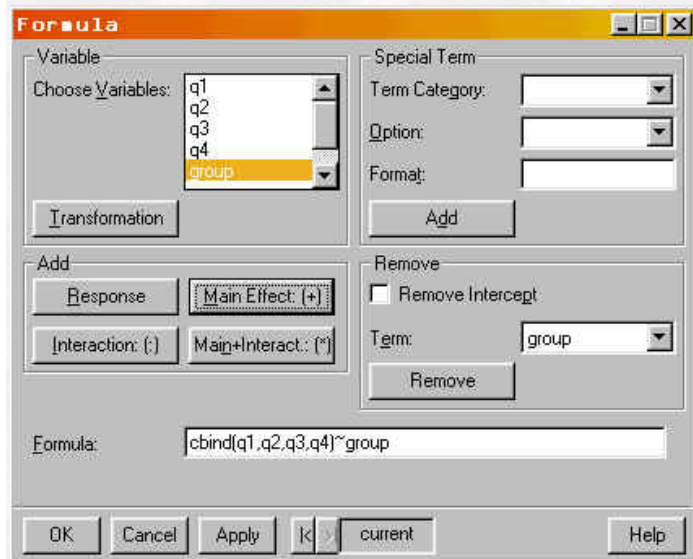 Formula
Variable
Choose Variables:
q1
q2
q3
q4
group
Transformation
Special Term
Term Category:
Option:
Format:
Add
Add
Response
Main Effect: (+)
Interaction: (:)
Main+Interact.: (*)
Remove
Remove Intercept
Term:
group
Remove
Formula:
cbind(q1,q2,q3,q4)~group
OK
Cancel
Apply
current
Help